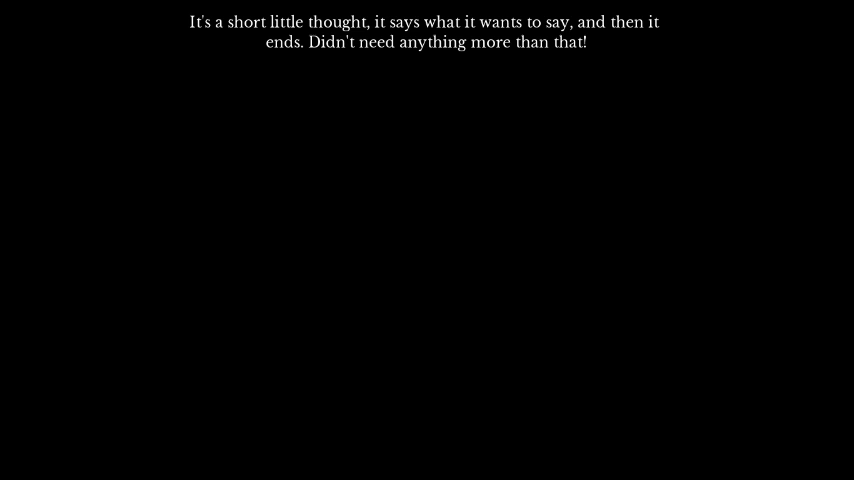 It's a short little thought, it says what it wants to say, and then it
ends. Didn't need anything more than that!